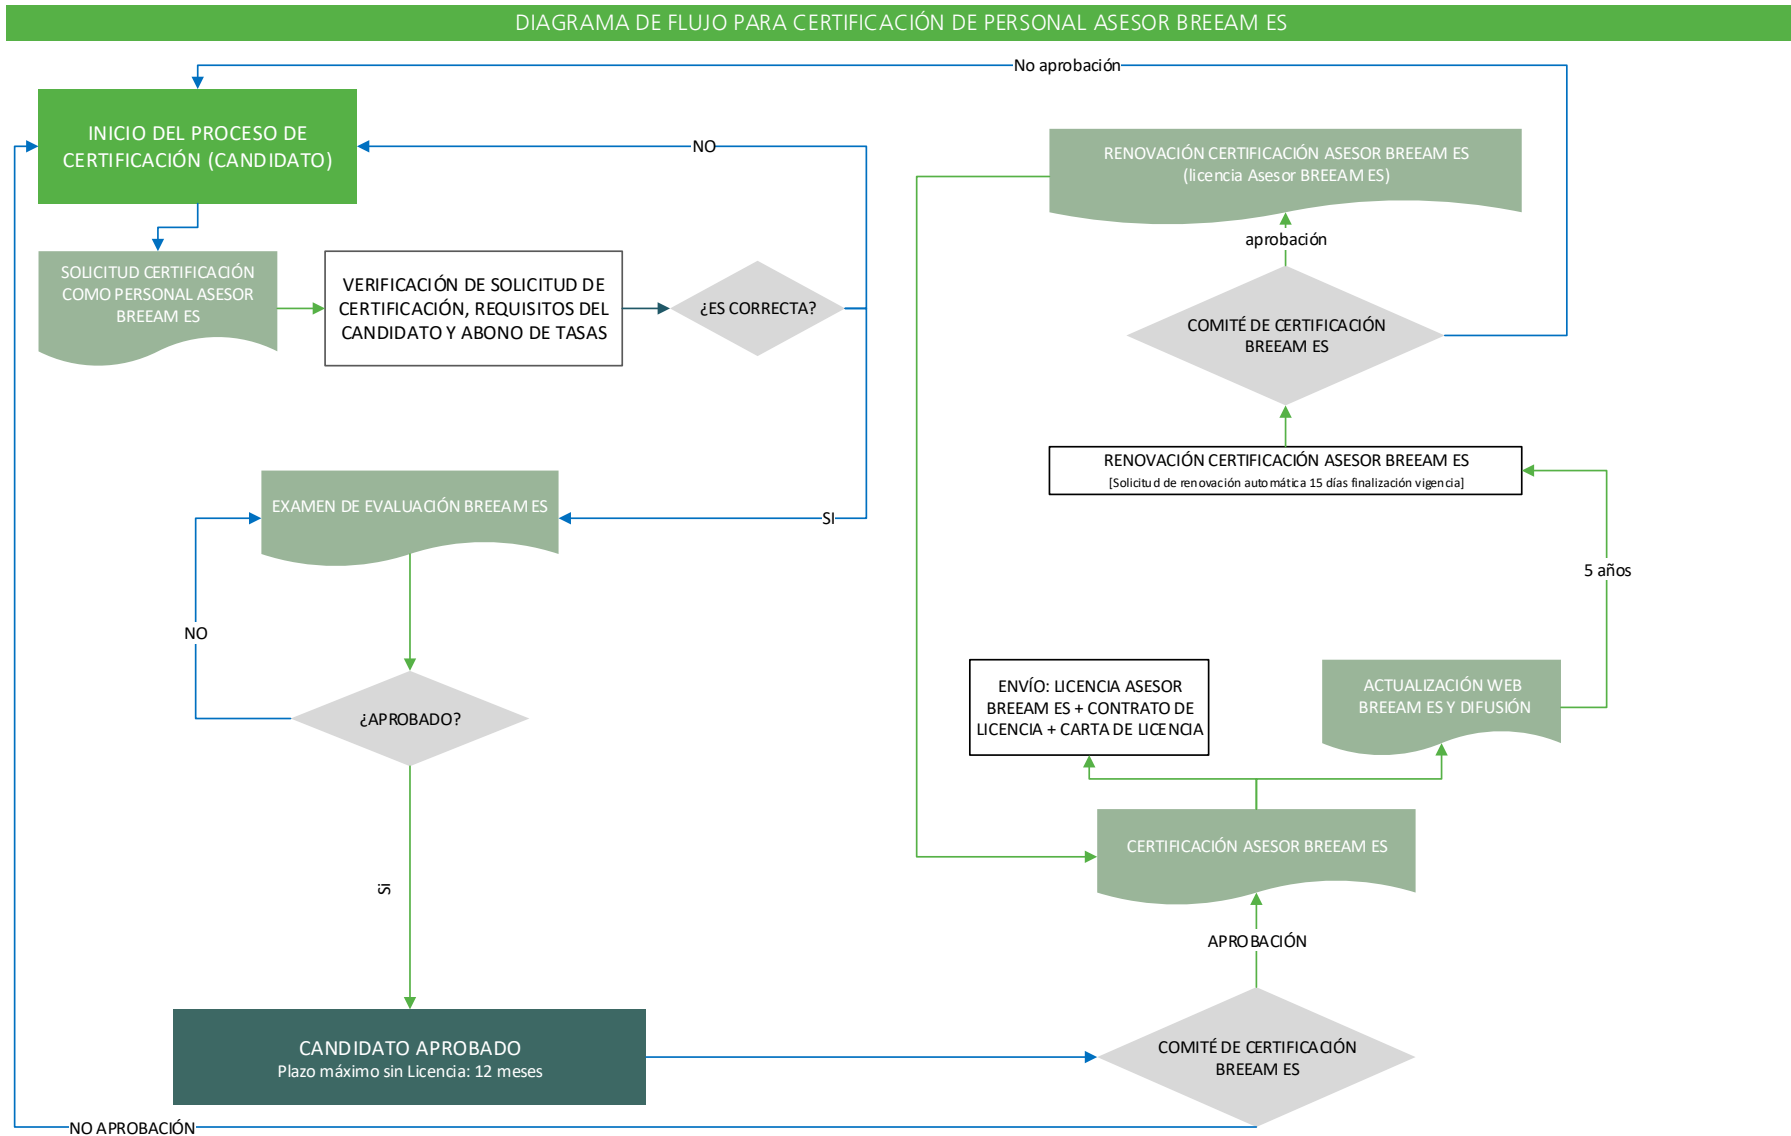 DIAGRAMA DE FLUJO PARA CERTIFICACIÓN DE PERSONAL ASESOR BREEAM ES
No aprobación
INICIO DEL PROCESO DE
CERTIFICACIÓN (CANDIDATO)
NO
RENOVACIÓN CERTIFICACIÓN ASESOR BREEAM ES
(licencia Asesor BREEAM ES)
aprobación
SOLICITUD CERTIFICACIÓN
COMO PERSONAL ASESOR
BREEAM ES
VERIFICACIÓN DE SOLICITUD DE
CERTIFICACIÓN, REQUISITOS DEL
CANDIDATO Y ABONO DE TASAS
¿ES CORRECTA?
COMITÉ DE CERTIFICACIÓN
BREEAM ES
RENOVACIÓN CERTIFICACIÓN ASESOR BREEAM ES
[Solicitud de renovación automática 15 días finalización vigencia]
EXAMEN DE EVALUACIÓN BREEAM ES
SI
5 años
NO
¿APROBADO?
ENVÍO: LICENCIA ASESOR
BREEAM ES + CONTRATO DE
LICENCIA + CARTA DE LICENCIA
ACTUALIZACIÓN WEB
BREEAM ES Y DIFUSIÓN
CERTIFICACIÓN ASESOR BREEAM ES
Si
APROBACIÓN
CANDIDATO APROBADO
Plazo máximo sin Licencia: 12 meses
COMITÉ DE CERTIFICACIÓN
BREEAM ES
NO APROBACIÓN